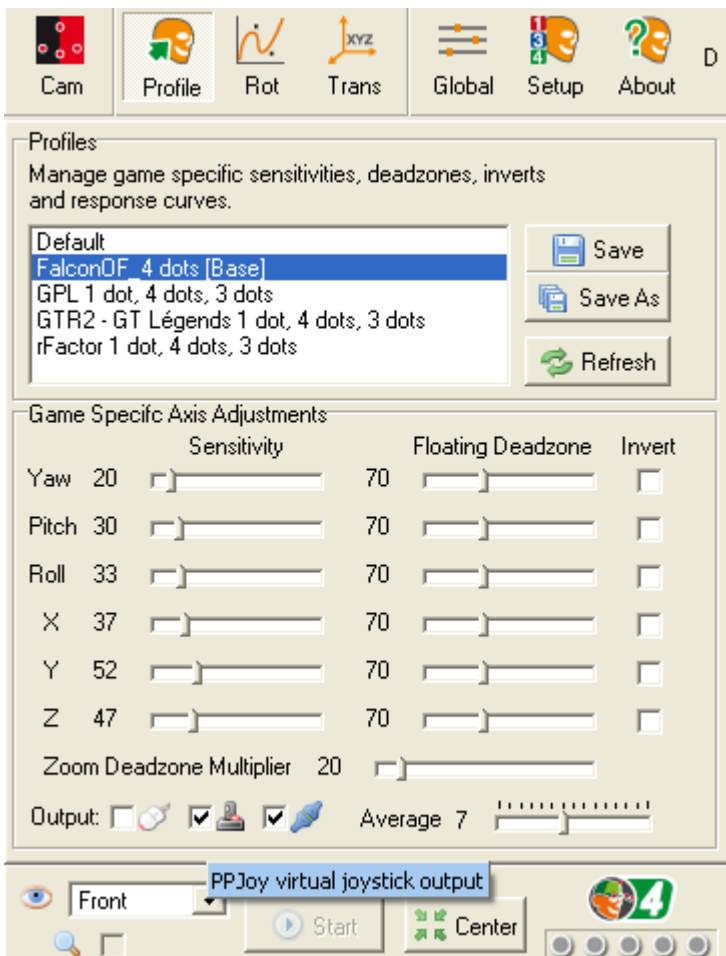 Cam Profile Rot Trans Global Setup About D
XYZ
1
3
4
?
Profiles
Manage game specific sensitivities, deadzones, inverts
and response curves.
Default
FalconOF_4 dots [Base]
GPL 1 dot, 4 dots, 3 dots
GTR2 - GT Légends 1 dot, 4 dots, 3 dots
rFactor 1 dot, 4 dots, 3 dots
Save
Save As
Refresh
Game Specifc Axis Adjustments
Sensitivity Floating Deadzone Invert
Yaw 20 70
Pitch 30 70
Roll 33 70
X 37 70
Y 52 70
Z 47 70
Zoom Deadzone Multiplier 20
Output: Average 7
PPJoy virtual joystick output
Front Start Center 4